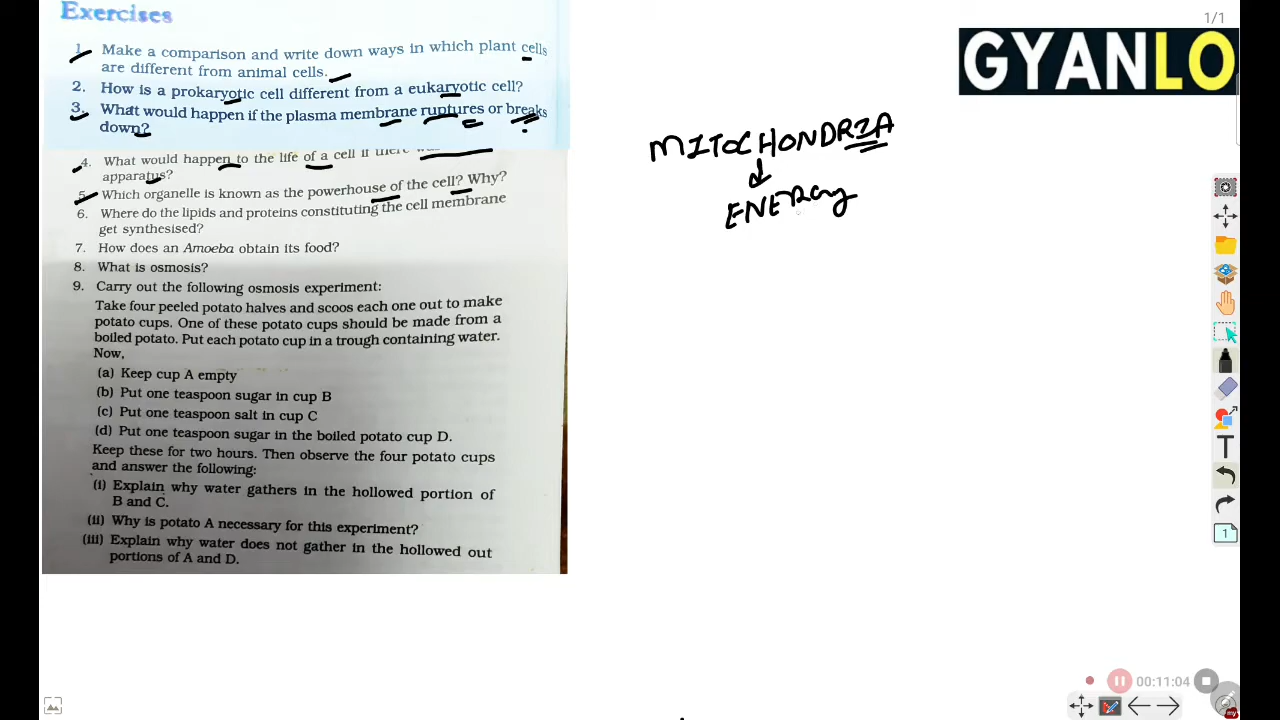 Exercises
1. Make a comparison and write down ways in which plant cells
are different from animal cells.
2. How is a prokaryotic cell different from a eukaryotic cell?
3. What would happen if the plasma membrane ruptures or breaks
down?
4. What would happen to the life of a cell if there
apparatus?
5. Which organelle is known as the powerhouse of the cell? Why?
6. Where do the lipids and proteins constituting the cell membrane
get synthesised?
7. How does an Amoeba obtain its food?
8. What is osmosis?
9. Carry out the following osmosis experiment:
Take four peeled potato halves and scoos each one out to make
potato cups. One of these potato cups should be made from a
boiled potato. Put each potato cup in a trough containing water.
Now,
(a) Keep cup A empty
(b) Put one teaspoon sugar in cup B
(c) Put one teaspoon salt in cup C
(d) Put one teaspoon sugar in the boiled potato cup D.
Keep these for two hours. Then observe the four potato cups
and answer the following:
(i) Explain why water gathers in the hollowed portion of
B and C.
(ii) Why is potato A necessary for this experiment?
(iii) Explain why water does not gather in the hollowed out
portions of A and D.
1/1
GYANLO
MITOCHONDRIA
ENERGY
T
1
00:11:04